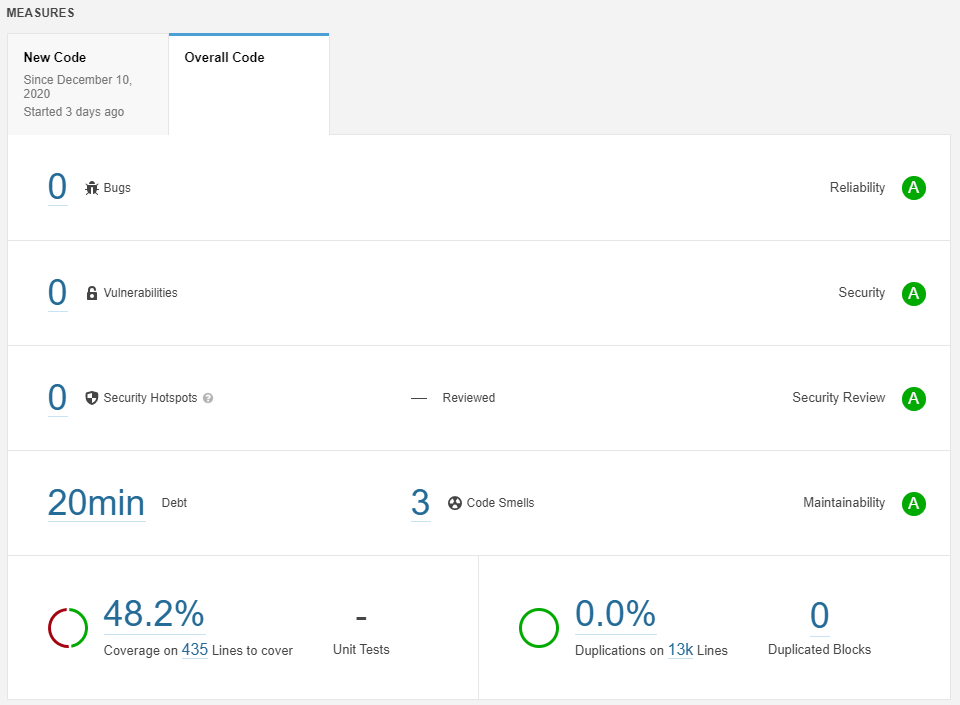 MEASURES
New Code
Since December 10,
2020
Started 3 days ago
Overall Code
0 Bugs Reliability A
0 Vulnerabilities Security A
0 Security Hotspots ? — Reviewed Security Review A
20min Debt 3 Code Smells Maintainability A
48.2%
Coverage on 435 Lines to cover
-
Unit Tests
0.0%
Duplications on 13k Lines
0
Duplicated Blocks